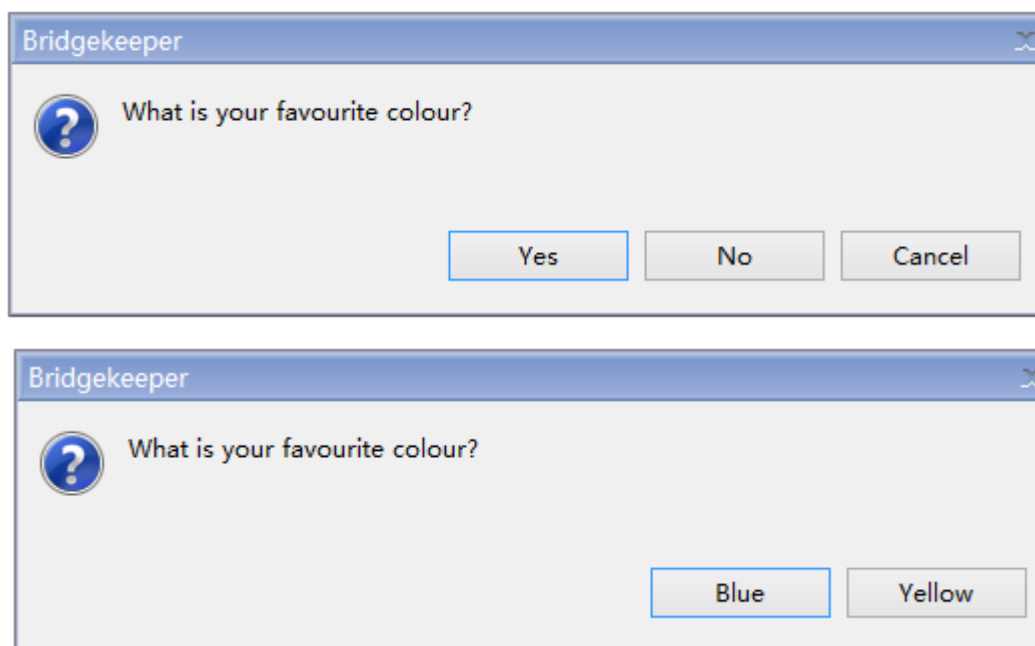 Bridgekeeper
What is your favourite colour?
Yes No Cancel
Bridgekeeper
What is your favourite colour?
Blue Yellow